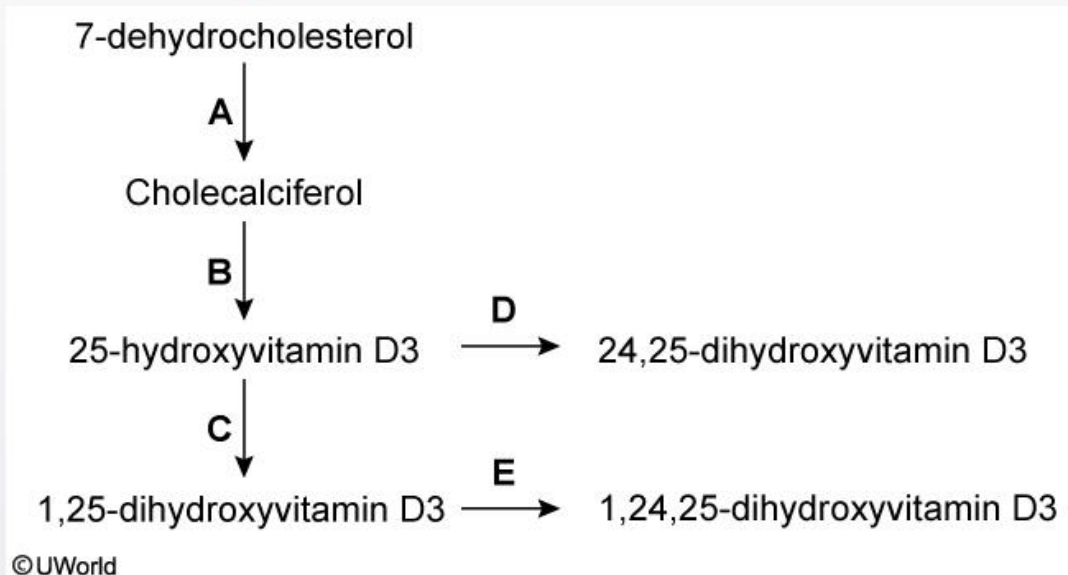 7-dehydrocholesterol
A
Cholecalciferol
B
D
25-hydroxyvitamin D3
24,25-dihydroxyvitamin D3
C
E
1,25-dihydroxyvitamin D3
1,24,25-dihydroxyvitamin D3
©UWorld